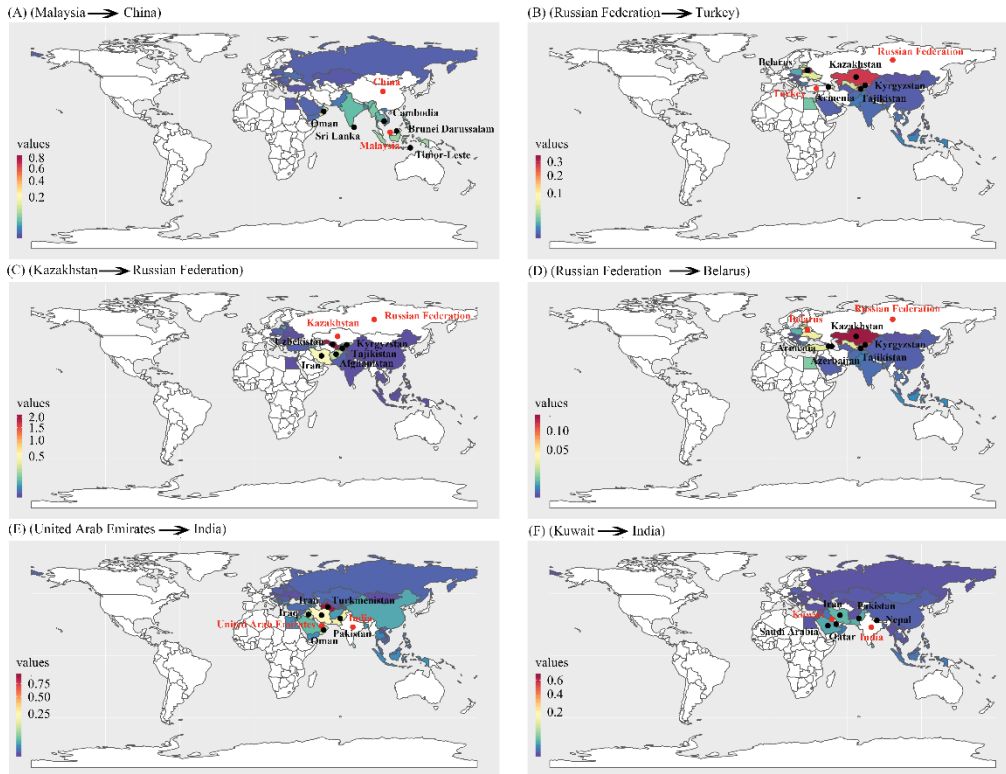 (A) (Malaysia → China)
China
Cambodia
Oman
Brunei Darussalam
Sri Lanka
Malaysia
Timor-Leste
values
0.8
0.6
0.4
0.2
(B) (Russian Federation → Turkey)
Russian Federation
Kazakhstan
Belarus
Kyrgyzstan
Turkey
Armenia
Tajikistan
values
0.3
0.2
0.1
(C) (Kazakhstan → Russian Federation)
Russian Federation
Kazakhstan
Uzbekistan
Kyrgyzstan
Tajikistan
Iran
Afghanistan
values
2.0
1.5
1.0
0.5
(D) (Russian Federation → Belarus)
Russian Federation
Belarus
Kazakhstan
Armenia
Kyrgyzstan
Azerbaijan
Tajikistan
values
0.10
0.05
(E) (United Arab Emirates → India)
Iran
Turkmenistan
Iraq
India
United Arab Emirates
Pakistan
Oman
values
0.75
0.50
0.25
(F) (Kuwait → India)
Iran
Pakistan
Kuwait
Nepal
Saudi Arabia
Qatar
India
values
0.6
0.4
0.2